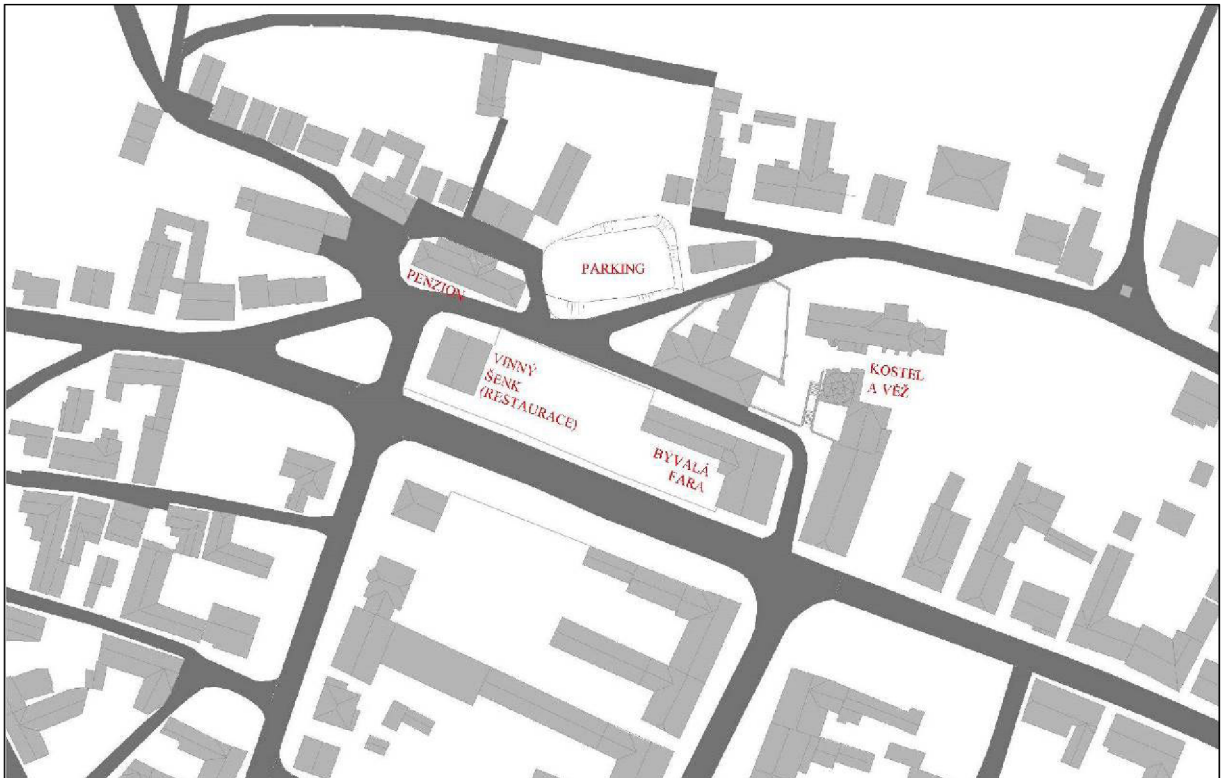 PARKING
PENZION
VINNÝ
ŠENK
(RESTAURACE)
KOSTEL
A VĚŽ
BÝVALÁ
FARA